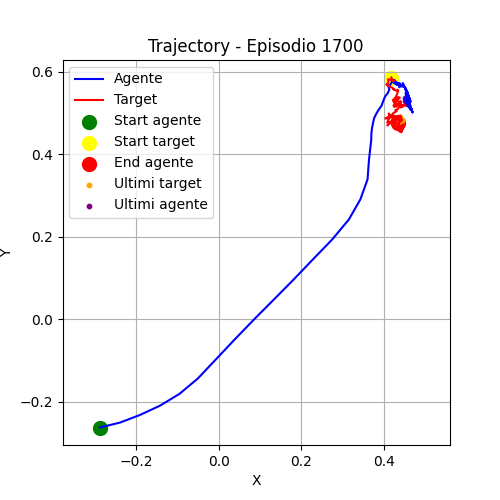 Trajectory - Episodio 1700
Agente
Target
Start agente
Start target
End agente
Ultimi target
Ultimi agente
0.6
0.4
0.2
0.0
−0.2
Y
−0.2
0.0
0.2
0.4
X